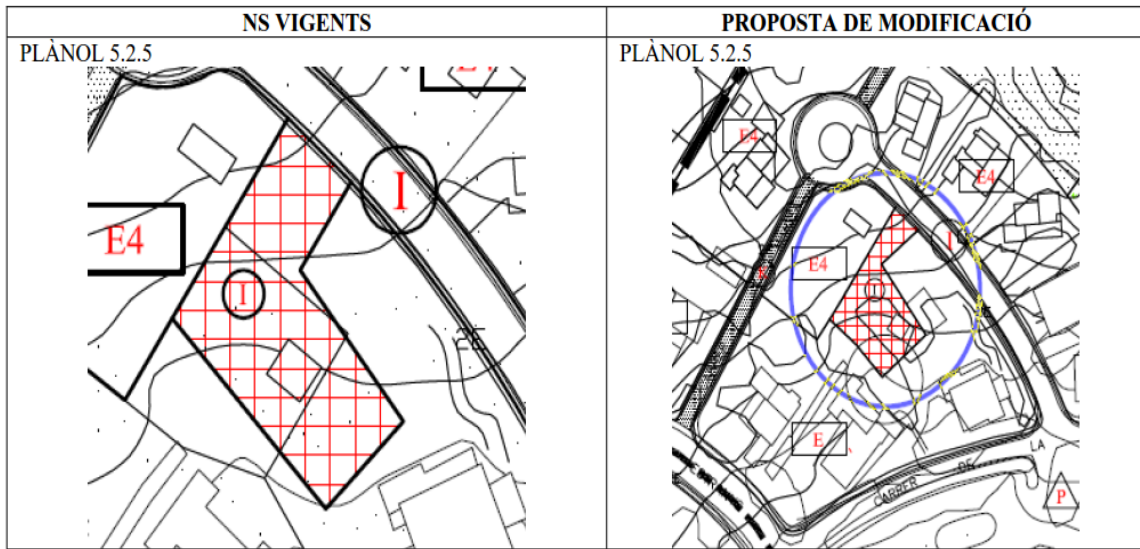 NS VIGENTS
PROPOSTA DE MODIFICACIÓ
PLÀNOL 5.2.5
E4
I
I
PLÀNOL 5.2.5
E4
E4
I
E4
I
E
CARRER DE LA
P